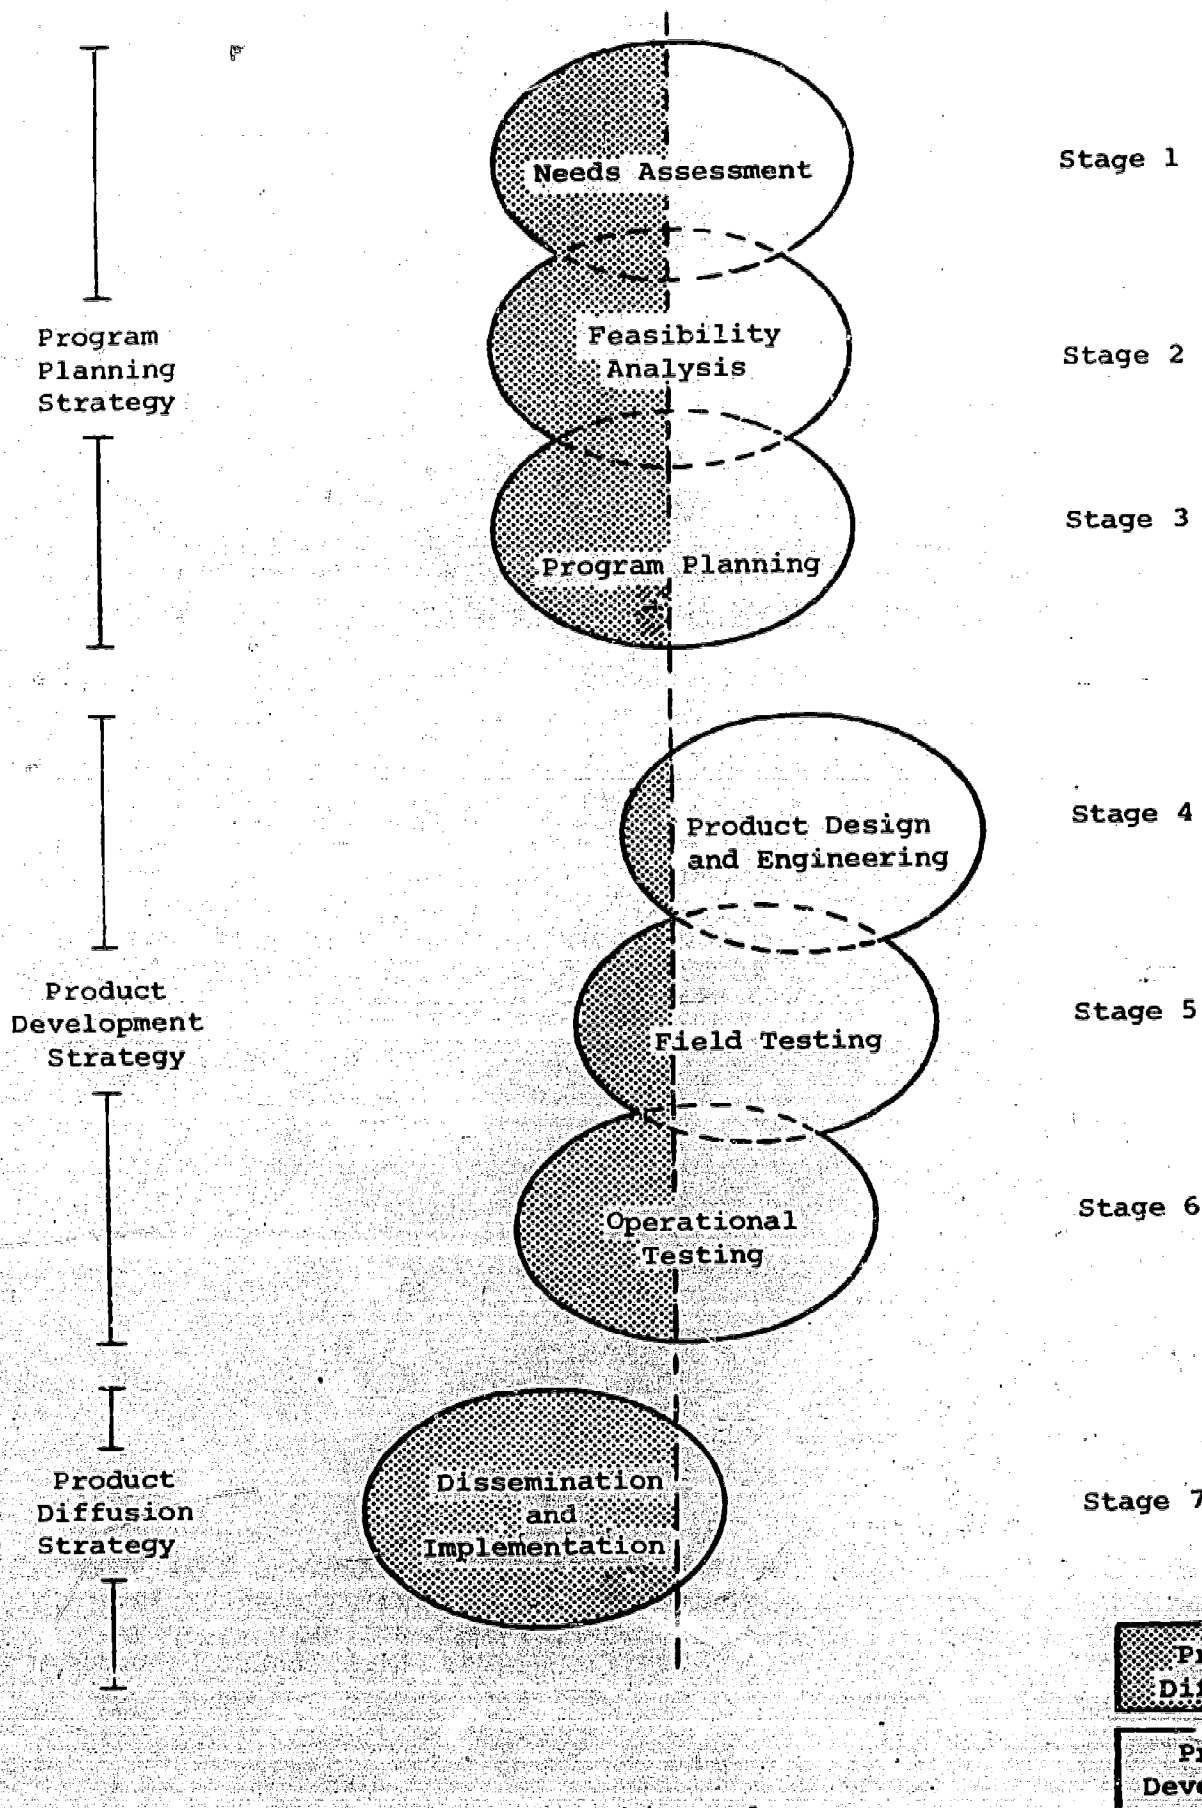 Needs Assessment
Stage 1
Program
Planning
Strategy
Feasibility
Analysis
Stage 2
Program Planning
Stage 3
Product Design
and Engineering
Stage 4
Product
Development
Strategy
Field Testing
Stage 5
Operational
Testing
Stage 6
Product
Diffusion
Strategy
Dissemination
and
Implementation
Stage 7